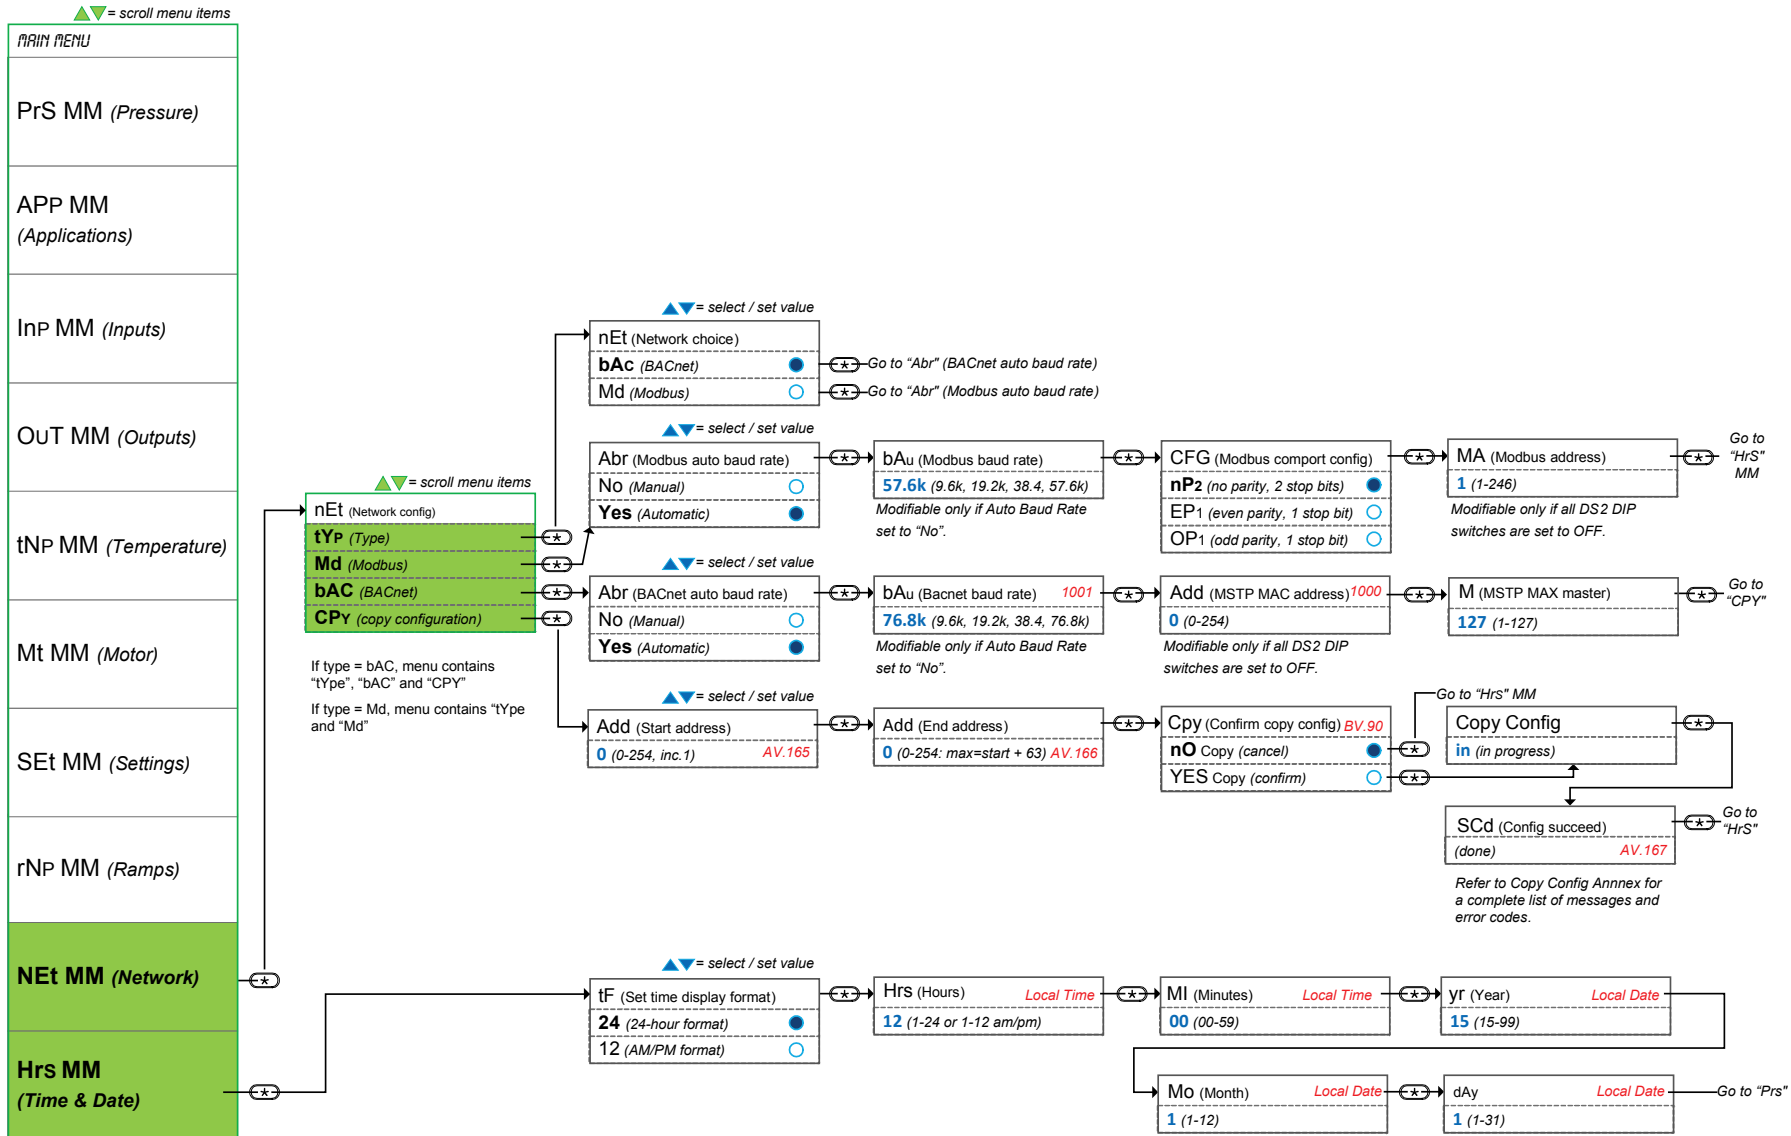 = scroll menu items
MAIN MENU
PrS MM (Pressure)
APP MM
(Applications)
InP MM (Inputs)
OUT MM (Outputs)
tNP MM (Temperature)
Mt MM (Motor)
SEt MM (Settings)
rNP MM (Ramps)
NEt MM (Network)
Hrs MM
(Time & Date)
= scroll menu items
nEt (Network config)
tYP (Type)
Md (Modbus)
bAC (BACnet)
CPY (copy configuration)
If type = bAC, menu contains
“tYpe”, “bAC” and “CPY”
If type = Md, menu contains “tYpe
and “Md”
= select / set value
nEt (Network choice)
bAc (BACnet)
Md (Modbus)
Go to “Abr" (BACnet auto baud rate)
Go to “Abr" (Modbus auto baud rate)
= select / set value
Abr (Modbus auto baud rate)
No (Manual)
Yes (Automatic)
bAu (Modbus baud rate)
57.6k (9.6k, 19.2k, 38.4, 57.6k)
Modifiable only if Auto Baud Rate
set to “No”.
CFG (Modbus comport config)
nP2 (no parity, 2 stop bits)
EP1 (even parity, 1 stop bit)
OP1 (odd parity, 1 stop bit)
MA (Modbus address)
1 (1-246)
Modifiable only if all DS2 DIP
switches are set to OFF.
Go to
“HrS"
MM
= select / set value
Abr (BACnet auto baud rate)
No (Manual)
Yes (Automatic)
bAu (Bacnet baud rate) 1001
76.8k (9.6k, 19.2k, 38.4, 76.8k)
Modifiable only if Auto Baud Rate
set to “No”.
Add (MSTP MAC address) 1000
0 (0-254)
Modifiable only if all DS2 DIP
switches are set to OFF.
M (MSTP MAX master)
127 (1-127)
Go to
“CPY"
= select / set value
Add (Start address)
0 (0-254, inc.1) AV.165
Add (End address)
0 (0-254: max=start + 63) AV.166
Cpy (Confirm copy config) BV.90
nO Copy (cancel)
YES Copy (confirm)
Go to “Hrs" MM
Copy Config
in (in progress)
SCd (Config succeed)
(done) AV.167
Go to
“HrS"
Refer to Copy Config Annnex for
a complete list of messages and
error codes.
= select / set value
tF (Set time display format)
24 (24-hour format)
12 (AM/PM format)
Hrs (Hours) Local Time
12 (1-24 or 1-12 am/pm)
MI (Minutes) Local Time
00 (00-59)
yr (Year) Local Date
15 (15-99)
Mo (Month) Local Date
1 (1-12)
dAy Local Date
1 (1-31)
Go to “Prs"